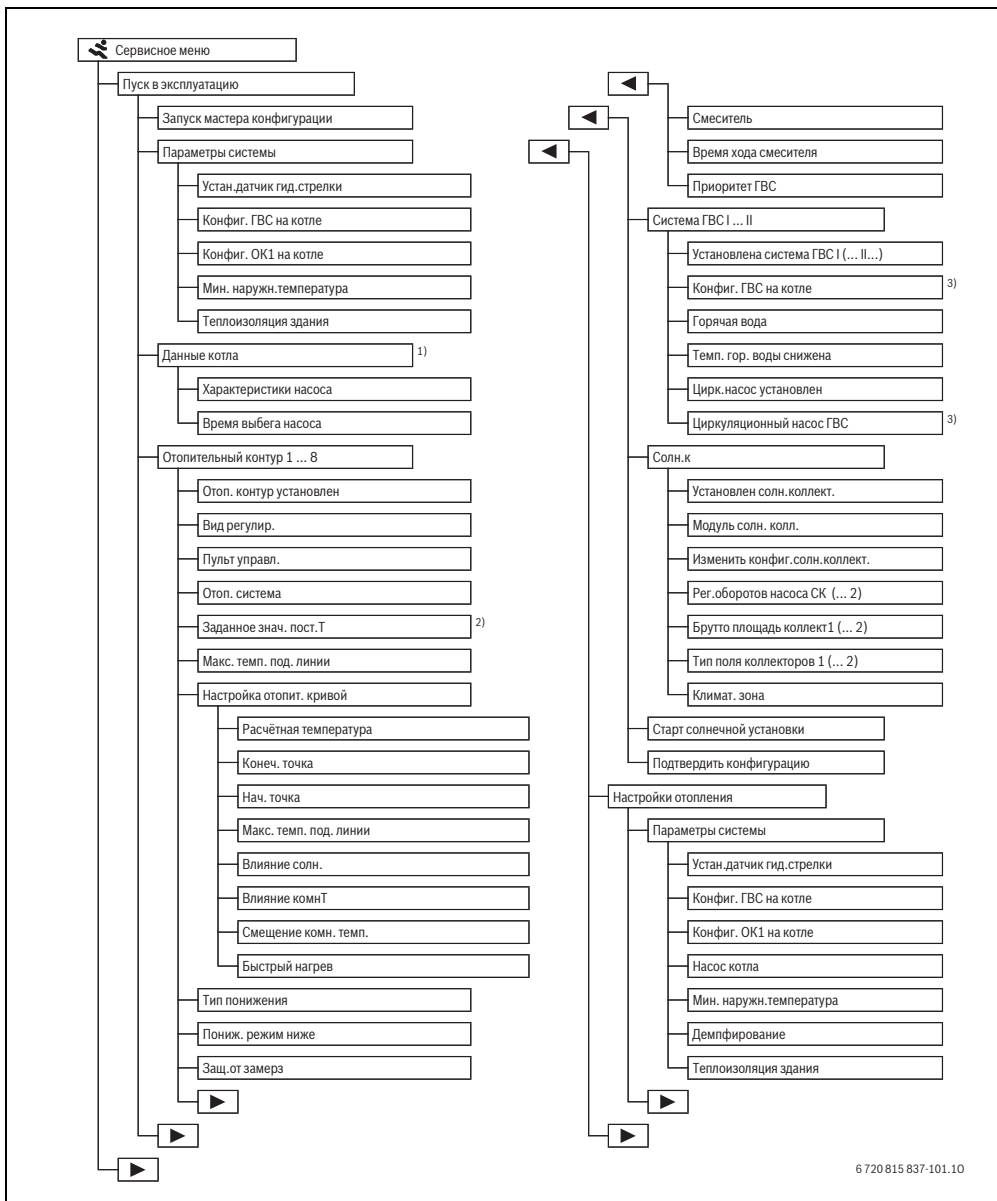 Сервисное меню
Пуск в эксплуатацию
Запуск мастера конфигурации
Параметры системы
Устан.датчик гид.стрелки
Конфиг. ГВС на котле
Конфиг. ОК1 на котле
Мин. наружн.температура
Теплоизоляция здания
Данные котла 1)
Характеристики насоса
Время выбега насоса
Отопительный контур 1 ... 8
Отоп. контур установлен
Вид регулир.
Пульт управл.
Отоп. система
Заданное знач. пост.Т 2)
Макс. темп. под. линии
Настройка отопит. кривой
Расчётная температура
Конеч. точка
Нач. точка
Макс. темп. под. линии
Влияние солн.
Влияние комнТ
Смещение комн. темп.
Быстрый нагрев
Тип понижения
Пониж. режим ниже
Защ.от замерз
Смеситель
Время хода смесителя
Приоритет ГВС
Система ГВС I ... II
Установлена система ГВС I (... II...)
Конфиг. ГВС на котле 3)
Горячая вода
Темп. гор. воды снижена
Цирк.насос установлен
Циркуляционный насос ГВС 3)
Солн.к
Установлен солн.коллект.
Модуль солн. колл.
Изменить конфиг.солн.коллект.
Рег.оборотов насоса СК (... 2)
Брутто площадь коллект1 (... 2)
Тип поля коллекторов 1 (... 2)
Климат. зона
Старт солнечной установки
Подтвердить конфигурацию
Настройки отопления
Параметры системы
Устан.датчик гид.стрелки
Конфиг. ГВС на котле
Конфиг. ОК1 на котле
Насос котла
Мин. наружн.температура
Демпфирование
Теплоизоляция здания
6 720 815 837-101.1O